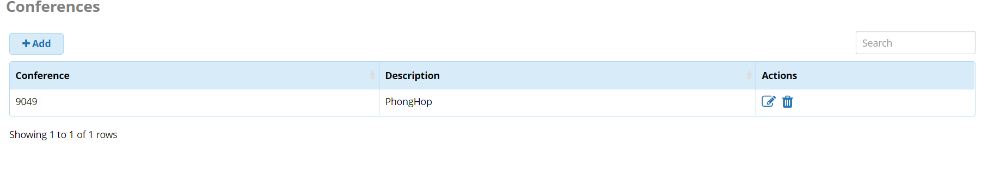 Conferences
Add
Search
Conference Description Actions
9049 PhongHop
Showing 1 to 1 of 1 rows